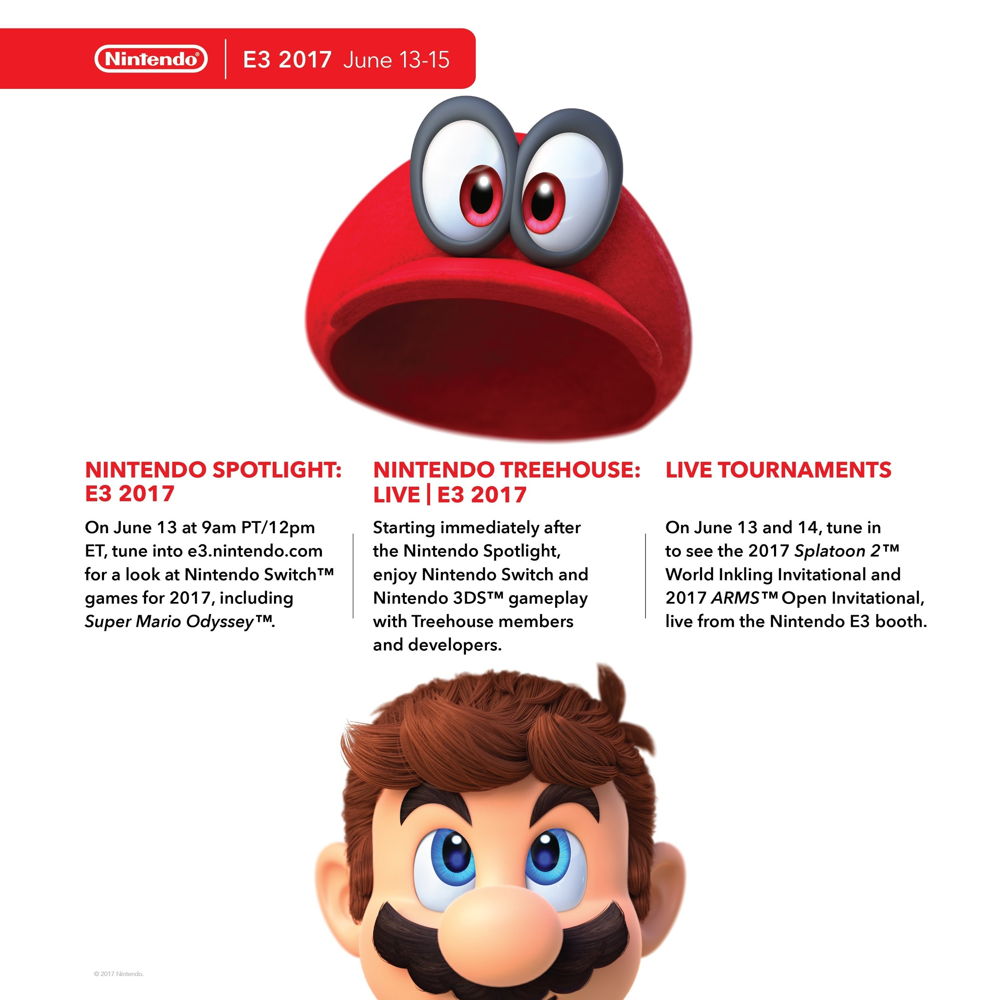 Nintendo®
E3 2017 June 13-15
NINTENDO SPOTLIGHT:
E3 2017
On June 13 at 9am PT/12pm
ET, tune into e3.nintendo.com
for a look at Nintendo Switch™
games for 2017, including
Super Mario Odyssey™.
NINTENDO TREEHOUSE:
LIVE | E3 2017
Starting immediately after
the Nintendo Spotlight,
enjoy Nintendo Switch and
Nintendo 3DS™ gameplay
with Treehouse members
and developers.
LIVE TOURNAMENTS
On June 13 and 14, tune in
to see the 2017 Splatoon 2™
World Inkling Invitational and
2017 ARMS™ Open Invitational,
live from the Nintendo E3 booth.
© 2017 Nintendo.